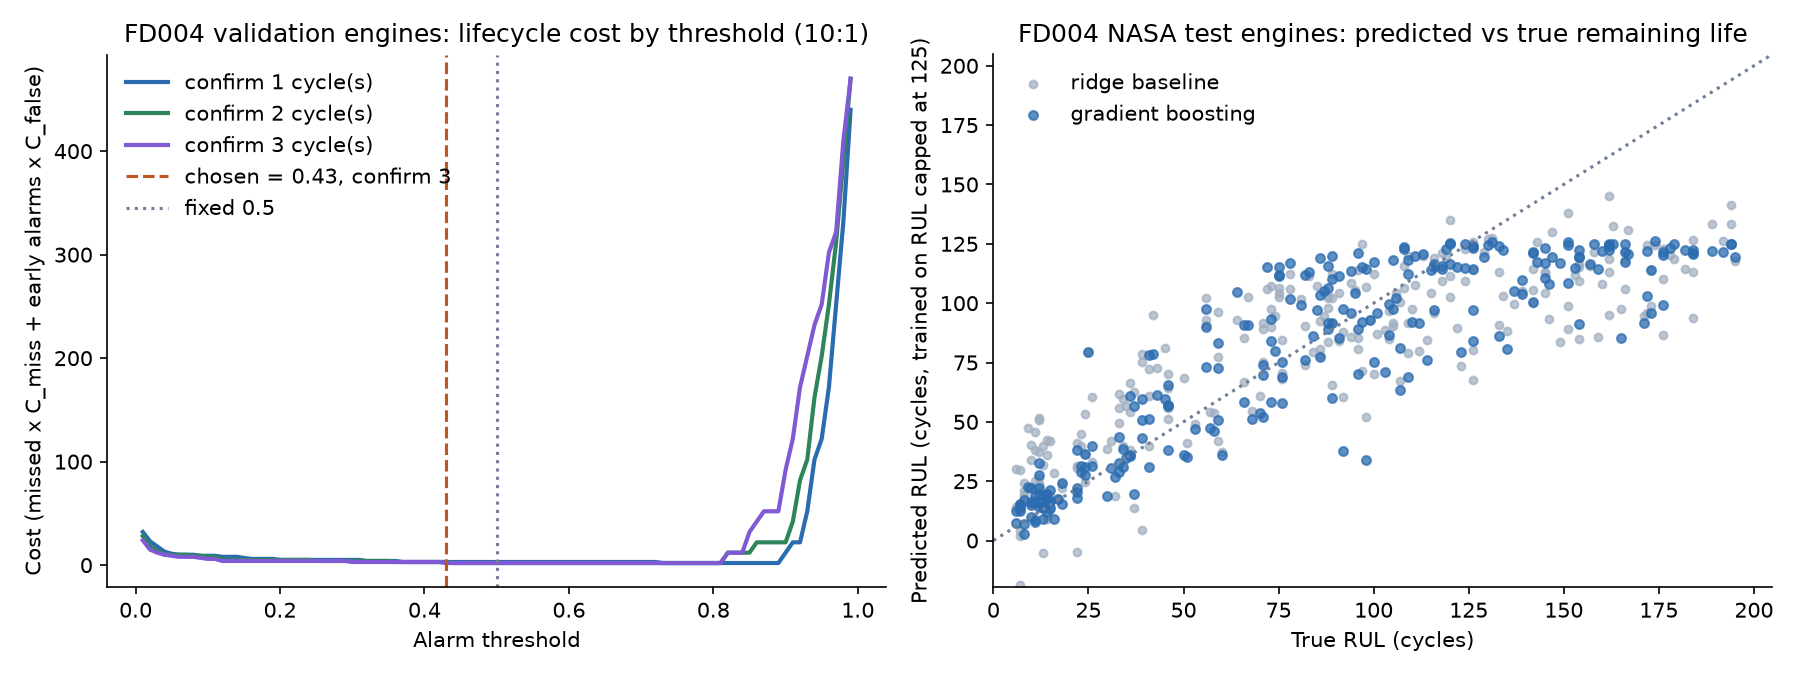 FD004 validation engines: lifecycle cost by threshold (10:1)
Cost (missed x C_miss + early alarms x C_false)
400
300
200
100
0
confirm 1 cycle(s)
confirm 2 cycle(s)
confirm 3 cycle(s)
chosen = 0.43, confirm 3
fixed 0.5
0.0 0.2 0.4 0.6 0.8 1.0
Alarm threshold
FD004 NASA test engines: predicted vs true remaining life
Predicted RUL (cycles, trained on RUL capped at 125)
200
175
150
125
100
75
50
25
0
ridge baseline
gradient boosting
0 25 50 75 100 125 150 175 200
True RUL (cycles)